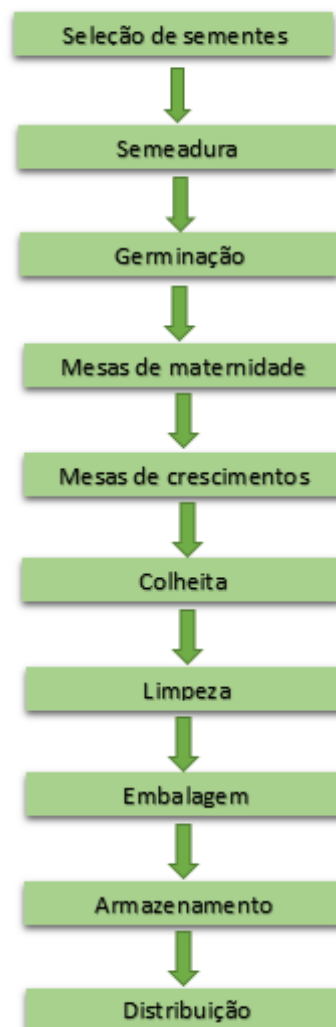 Seleção de sementes
Semeadura
Germinação
Mesas de maternidade
Mesas de crescimentos
Colheita
Limpeza
Embalagem
Armazenamento
Distribuição